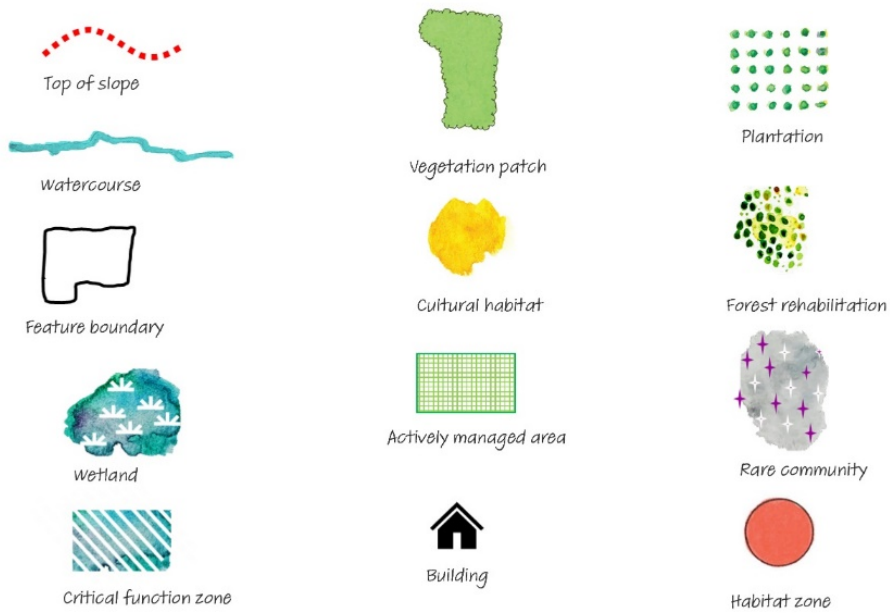 Top of slope
Watercourse
Feature boundary
Wetland
Critical function zone
Vegetation patch
Cultural habitat
Actively managed area
Building
Plantation
Forest rehabilitation
Rare community
Habitat zone